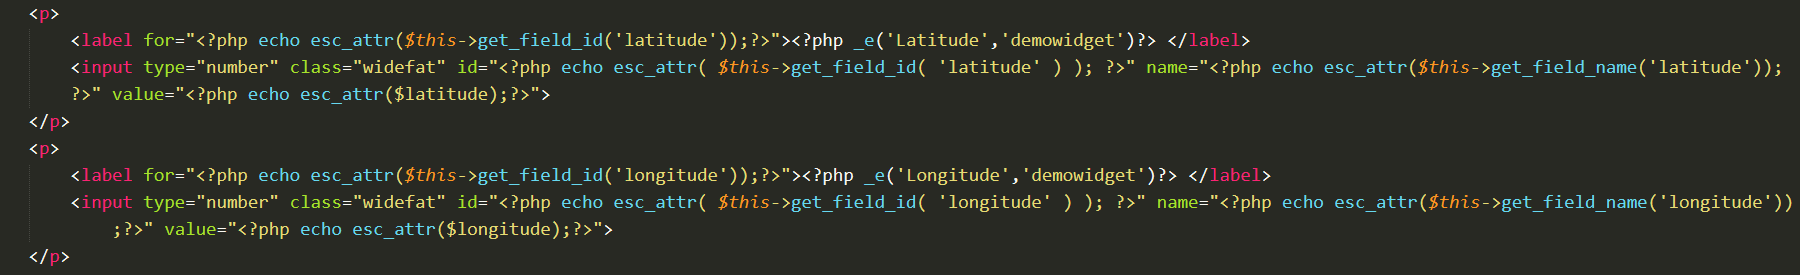 <p>
<label for="<?php echo esc_attr($this->get_field_id('latitude'));?>"><?php _e('Latitude','demowidget')?> </label>
<input type="number" class="widefat" id="<?php echo esc_attr( $this->get_field_id( 'latitude' ) ); ?>" name="<?php echo esc_attr($this->get_field_name('latitude'));
?>" value="<?php echo esc_attr($latitude);?>">
</p>
<p>
<label for="<?php echo esc_attr($this->get_field_id('longitude'));?>"><?php _e('Longitude','demowidget')?> </label>
<input type="number" class="widefat" id="<?php echo esc_attr( $this->get_field_id( 'longitude' ) ); ?>" name="<?php echo esc_attr($this->get_field_name('longitude'))
;?>" value="<?php echo esc_attr($longitude);?>">
</p>